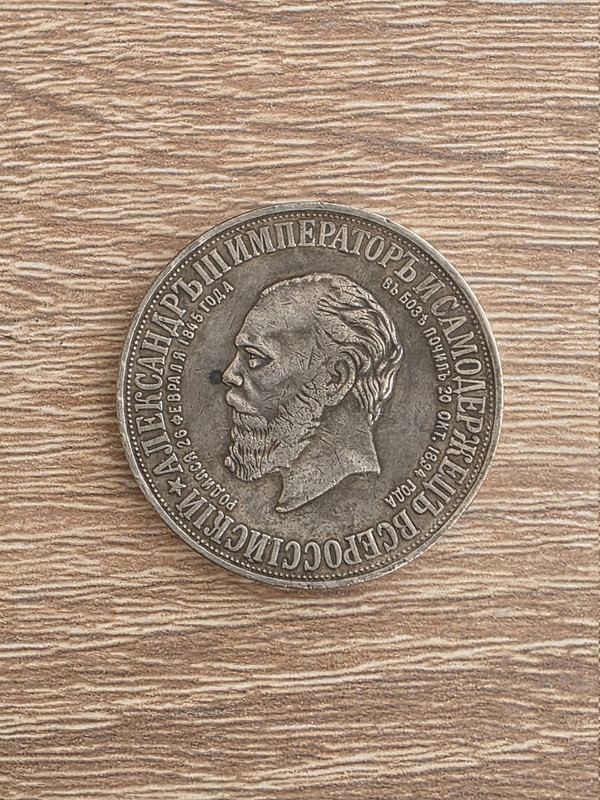 ★ АЛЕКСАНДРЪ III ИМПЕРАТОРЪ И САМОДЕРЖЕЦЪ ВСЕРОССІЙСКІЙ
РОДИЛСЯ 26 ФЕВРАЛЯ 1845 ГОДА
ВЪ БОЗѢ ПОЧИЛЪ 20 ОКТ. 1894 ГОДА